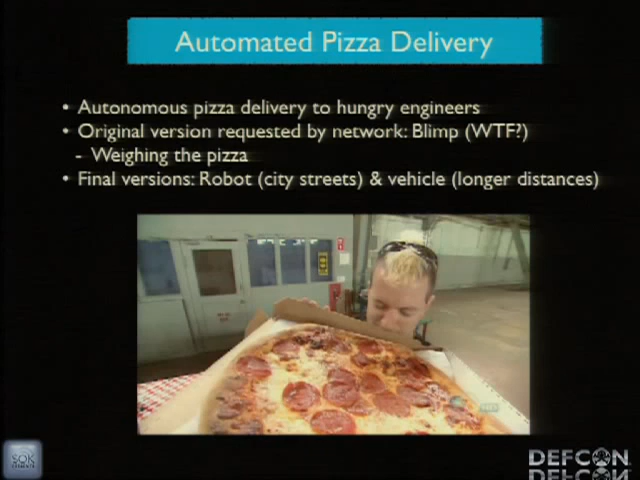 Automated Pizza Delivery
• Autonomous pizza delivery to hungry engineers
• Original version requested by network: Blimp (WTF?)
- Weighing the pizza
• Final versions: Robot (city streets) & vehicle (longer distances)
SOK
DEFCON